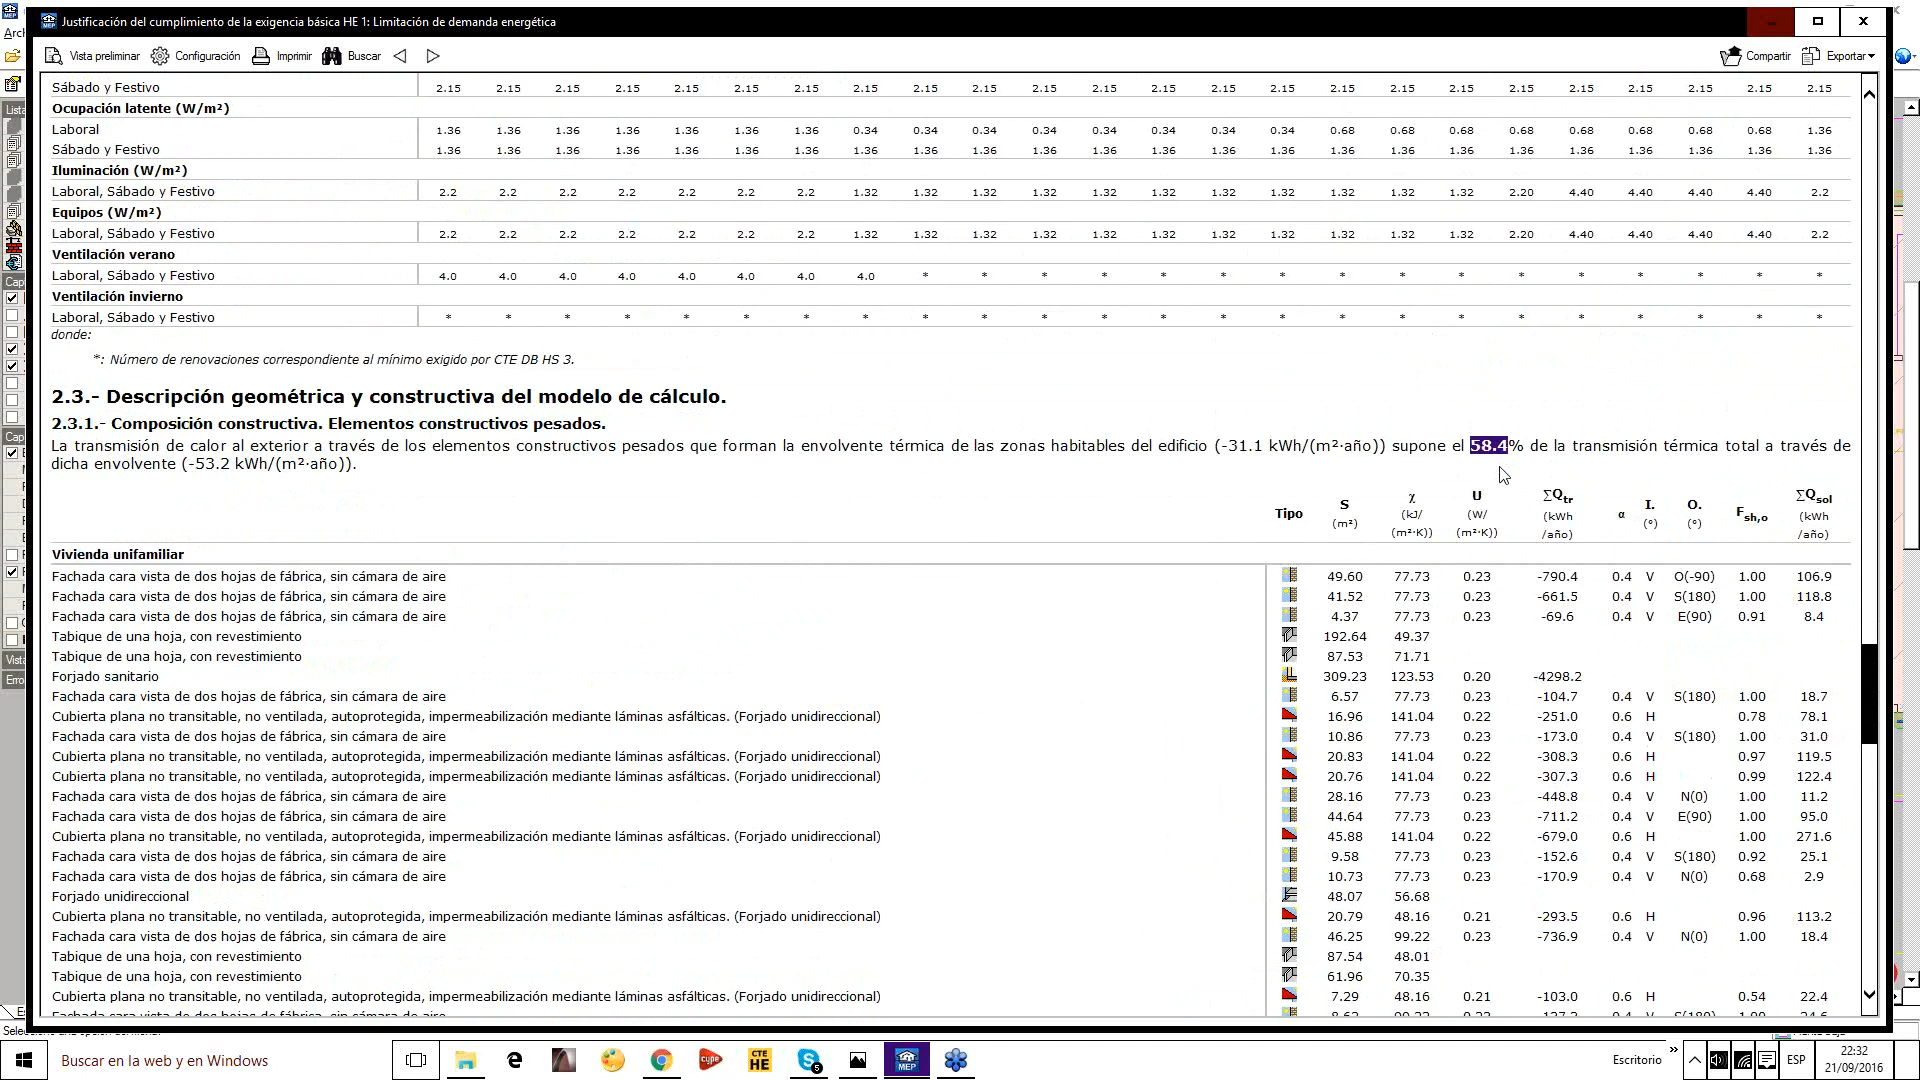 Justificación del cumplimiento de la exigencia básica HE 1: Limitación de demanda energética
Vista preliminar Configuración Imprimir Buscar Compartir Exportar
Sábado y Festivo 2.15 2.15 2.15 2.15 2.15 2.15 2.15 2.15 2.15 2.15 2.15 2.15 2.15 2.15 2.15 2.15 2.15 2.15 2.15 2.15 2.15 2.15 2.15 2.15
Ocupación latente (W/m²)
Laboral 1.36 1.36 1.36 1.36 1.36 1.36 1.36 0.34 0.34 0.34 0.34 0.34 0.34 0.34 0.34 0.68 0.68 0.68 0.68 0.68 0.68 0.68 0.68 1.36
Sábado y Festivo 1.36 1.36 1.36 1.36 1.36 1.36 1.36 1.36 1.36 1.36 1.36 1.36 1.36 1.36 1.36 1.36 1.36 1.36 1.36 1.36 1.36 1.36 1.36 1.36
Iluminación (W/m²)
Laboral, Sábado y Festivo 2.2 2.2 2.2 2.2 2.2 2.2 2.2 1.32 1.32 1.32 1.32 1.32 1.32 1.32 1.32 1.32 1.32 1.32 2.20 4.40 4.40 4.40 4.40 2.2
Equipos (W/m²)
Laboral, Sábado y Festivo 2.2 2.2 2.2 2.2 2.2 2.2 2.2 1.32 1.32 1.32 1.32 1.32 1.32 1.32 1.32 1.32 1.32 1.32 2.20 4.40 4.40 4.40 4.40 2.2
Ventilación verano
Laboral, Sábado y Festivo 4.0 4.0 4.0 4.0 4.0 4.0 4.0 4.0 * * * * * * * * * * * * * * * *
Ventilación invierno
Laboral, Sábado y Festivo * * * * * * * * * * * * * * * * * * * * * * * *
donde:
*: Número de renovaciones correspondiente al mínimo exigido por CTE DB HS 3.
2.3.- Descripción geométrica y constructiva del modelo de cálculo.
2.3.1.- Composición constructiva. Elementos constructivos pesados.
La transmisión de calor al exterior a través de los elementos constructivos pesados que forman la envolvente térmica de las zonas habitables del edificio (-31.1 kWh/(m²·año)) supone el 58.4% de la transmisión térmica total a través de
dicha envolvente (-53.2 kWh/(m²·año)).
Tipo S (m²) χ (kJ/(m²·K)) U (W/(m²·K)) ∑Qtr (kWh/año) α I. (°) O. (°) Fsh,o ∑Qsol (kWh/año)
Vivienda unifamiliar
Fachada cara vista de dos hojas de fábrica, sin cámara de aire 49.60 77.73 0.23 -790.4 0.4 V O(-90) 1.00 106.9
Fachada cara vista de dos hojas de fábrica, sin cámara de aire 41.52 77.73 0.23 -661.5 0.4 V S(180) 1.00 118.8
Fachada cara vista de dos hojas de fábrica, sin cámara de aire 4.37 77.73 0.23 -69.6 0.4 V E(90) 0.91 8.4
Tabique de una hoja, con revestimiento 192.64 49.37
Tabique de una hoja, con revestimiento 87.53 71.71
Forjado sanitario 309.23 123.53 0.20 -4298.2
Fachada cara vista de dos hojas de fábrica, sin cámara de aire 6.57 77.73 0.23 -104.7 0.4 V S(180) 1.00 18.7
Cubierta plana no transitable, no ventilada, autoprotegida, impermeabilización mediante láminas asfálticas. (Forjado unidireccional) 16.96 141.04 0.22 -251.0 0.6 H 0.78 78.1
Fachada cara vista de dos hojas de fábrica, sin cámara de aire 10.86 77.73 0.23 -173.0 0.4 V S(180) 1.00 31.0
Cubierta plana no transitable, no ventilada, autoprotegida, impermeabilización mediante láminas asfálticas. (Forjado unidireccional) 20.83 141.04 0.22 -308.3 0.6 H 0.97 119.5
Cubierta plana no transitable, no ventilada, autoprotegida, impermeabilización mediante láminas asfálticas. (Forjado unidireccional) 20.76 141.04 0.22 -307.3 0.6 H 0.99 122.4
Fachada cara vista de dos hojas de fábrica, sin cámara de aire 28.16 77.73 0.23 -448.8 0.4 V N(0) 1.00 11.2
Fachada cara vista de dos hojas de fábrica, sin cámara de aire 44.64 77.73 0.23 -711.2 0.4 V E(90) 1.00 95.0
Cubierta plana no transitable, no ventilada, autoprotegida, impermeabilización mediante láminas asfálticas. (Forjado unidireccional) 45.88 141.04 0.22 -679.0 0.6 H 1.00 271.6
Fachada cara vista de dos hojas de fábrica, sin cámara de aire 9.58 77.73 0.23 -152.6 0.4 V S(180) 0.92 25.1
Fachada cara vista de dos hojas de fábrica, sin cámara de aire 10.73 77.73 0.23 -170.9 0.4 V N(0) 0.68 2.9
Forjado unidireccional 48.07 56.68
Cubierta plana no transitable, no ventilada, autoprotegida, impermeabilización mediante láminas asfálticas. (Forjado unidireccional) 20.79 48.16 0.21 -293.5 0.6 H 0.96 113.2
Fachada cara vista de dos hojas de fábrica, sin cámara de aire 46.25 99.22 0.23 -736.9 0.4 V N(0) 1.00 18.4
Tabique de una hoja, con revestimiento 87.54 48.01
Tabique de una hoja, con revestimiento 61.96 70.35
Cubierta plana no transitable, no ventilada, autoprotegida, impermeabilización mediante láminas asfálticas. (Forjado unidireccional) 7.29 48.16 0.21 -103.0 0.6 H 0.54 22.4
Buscar en la web y en Windows
CTE HE
MEP
Escritorio
ESP
22:32
21/09/2016